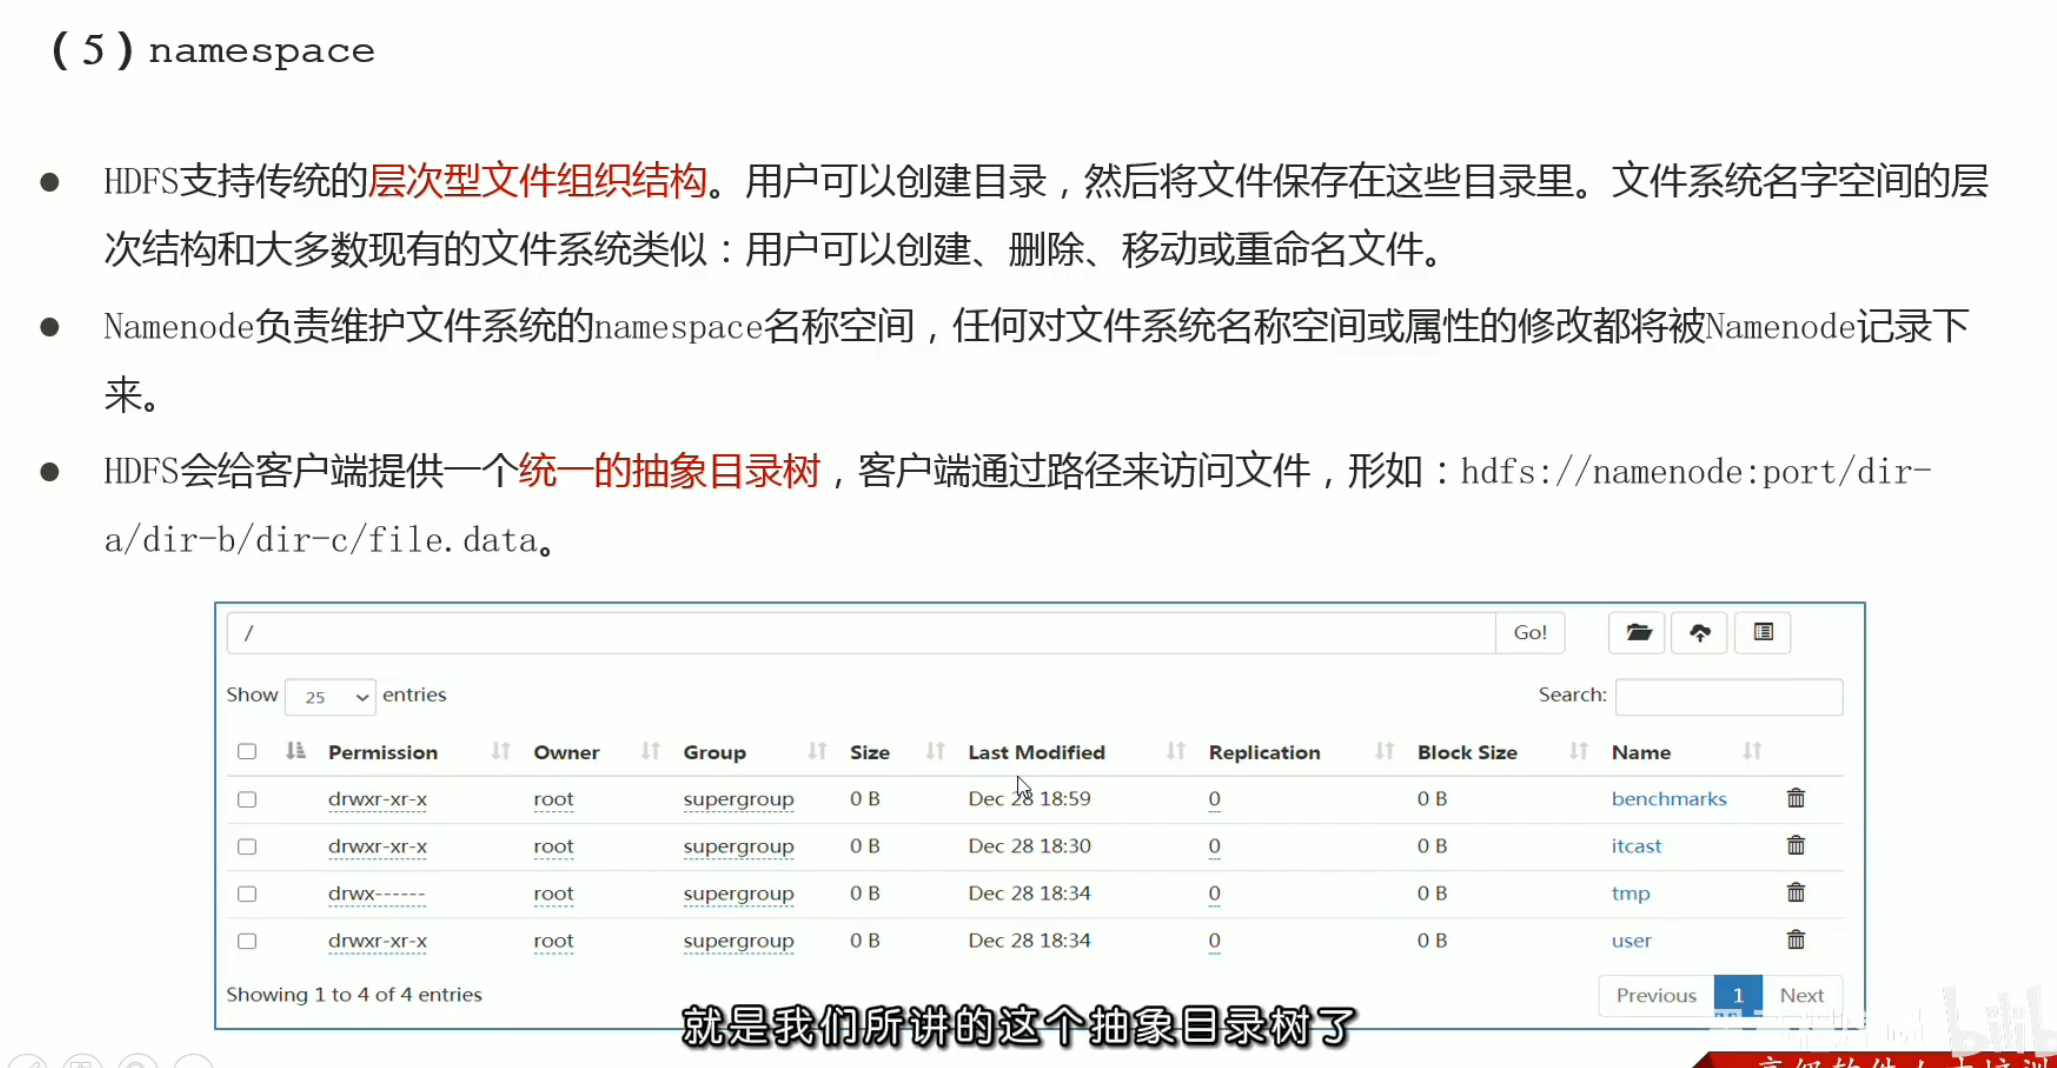 （5）namespace
● HDFS支持传统的层次型文件组织结构。用户可以创建目录，然后将文件保存在这些目录里。文件系统名字空间的层
次结构和大多数现有的文件系统类似：用户可以创建、删除、移动或重命名文件。
● Namenode负责维护文件系统的namespace名称空间，任何对文件系统名称空间或属性的修改都将被Namenode记录下
来。
● HDFS会给客户端提供一个统一的抽象目录树，客户端通过路径来访问文件，形如：hdfs://namenode:port/dir-
a/dir-b/dir-c/file.data。
/ Go!
Show 25 entries Search:
Permission Owner Group Size Last Modified Replication Block Size Name
drwxr-xr-x root supergroup 0 B Dec 28 18:59 0 0 B benchmarks
drwxr-xr-x root supergroup 0 B Dec 28 18:30 0 0 B itcast
drwx------ root supergroup 0 B Dec 28 18:34 0 0 B tmp
drwxr-xr-x root supergroup 0 B Dec 28 18:34 0 0 B user
Showing 1 to 4 of 4 entries Previous 1 Next
就是我们所讲的这个抽象目录树了